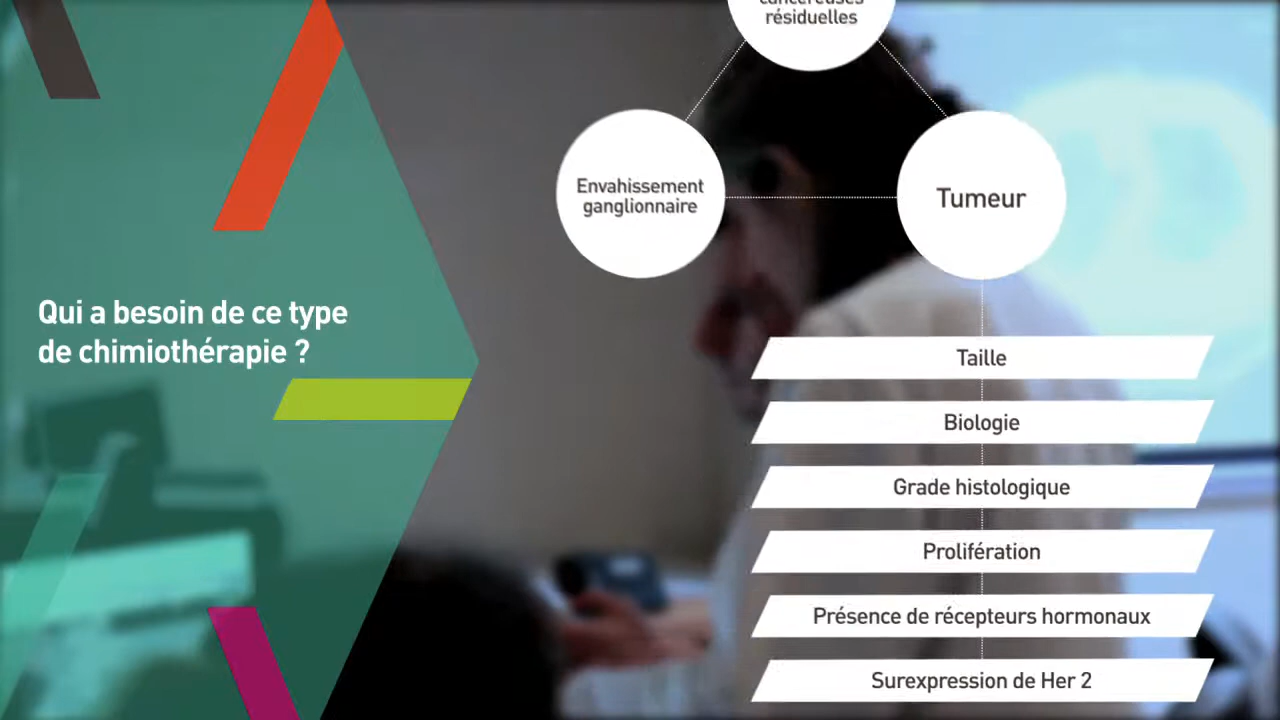 cancéreuses
résiduelles
Envahissement
ganglionnaire
Tumeur
Qui a besoin de ce type
de chimiothérapie ?
Taille
Biologie
Grade histologique
Prolifération
Présence de récepteurs hormonaux
Surexpression de Her 2